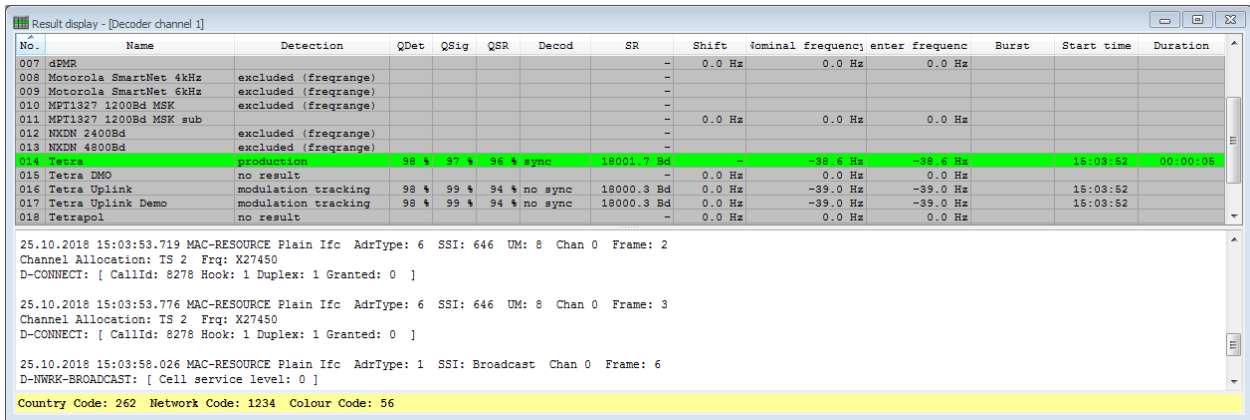 Result display - [Decoder channel 1]
No. Name Detection QDet QSig QSR Decod SR Shift Nominal frequency enter frequenc Burst Start time Duration
007 dPMR - 0.0 Hz 0.0 Hz 0.0 Hz
008 Motorola SmartNet 4kHz excluded (freqrange) -
009 Motorola SmartNet 6kHz excluded (freqrange) -
010 MPT1327 1200Bd MSK excluded (freqrange) -
011 MPT1327 1200Bd MSK sub - 0.0 Hz 0.0 Hz 0.0 Hz
012 NXDN 2400Bd excluded (freqrange) -
013 NXDN 4800Bd excluded (freqrange) -
014 Tetra production 98 % 97 % 96 % sync 18001.7 Bd - -38.6 Hz -38.6 Hz 15:03:52 00:00:05
015 Tetra DMO no result - 0.0 Hz 0.0 Hz 0.0 Hz
016 Tetra Uplink modulation tracking 98 % 99 % 94 % no sync 18000.3 Bd 0.0 Hz -39.0 Hz -39.0 Hz 15:03:52
017 Tetra Uplink Demo modulation tracking 98 % 99 % 94 % no sync 18000.3 Bd 0.0 Hz -39.0 Hz -39.0 Hz 15:03:52
018 Tetrapol no result - 0.0 Hz 0.0 Hz 0.0 Hz
25.10.2018 15:03:53.719 MAC-RESOURCE Plain Ifc AdrType: 6 SSI: 646 UM: 8 Chan 0 Frame: 2
Channel Allocation: TS 2 Frq: X27450
D-CONNECT: [ CallId: 8278 Hook: 1 Duplex: 1 Granted: 0 ]
25.10.2018 15:03:53.776 MAC-RESOURCE Plain Ifc AdrType: 6 SSI: 646 UM: 8 Chan 0 Frame: 3
Channel Allocation: TS 2 Frq: X27450
D-CONNECT: [ CallId: 8278 Hook: 1 Duplex: 1 Granted: 0 ]
25.10.2018 15:03:58.026 MAC-RESOURCE Plain Ifc AdrType: 1 SSI: Broadcast Chan 0 Frame: 6
D-NWRK-BROADCAST: [ Cell service level: 0 ]
Country Code: 262 Network Code: 1234 Colour Code: 56